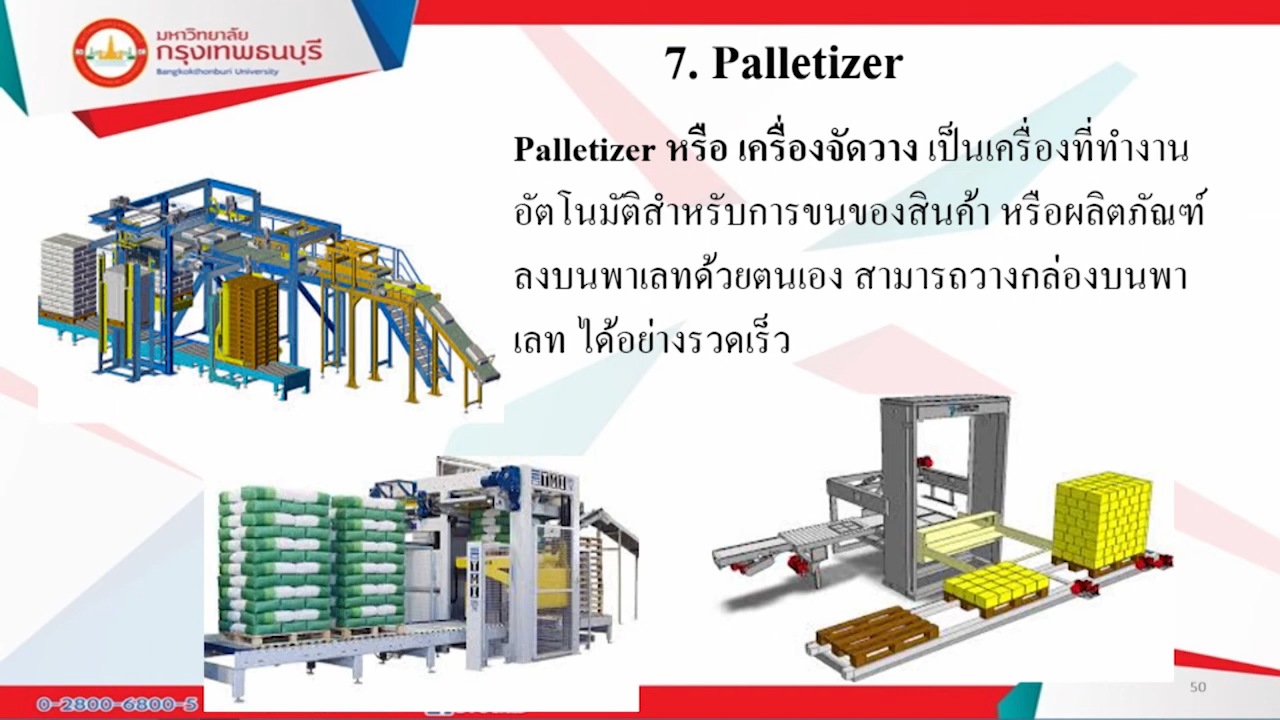 มหาวิทยาลัย
กรุงเทพธนบุรี
Bangkokthonburi University
7. Palletizer
Palletizer หรือ เครื่องจัดวาง เป็นเครื่องที่ทำงาน
อัตโนมัติสำหรับการขนของสินค้า หรือผลิตภัณฑ์
ลงบนพาเลทด้วยตนเอง สามารถวางกล่องบนพา
เลท ได้อย่างรวดเร็ว
TMI
TMI
0-2800-6800-5
50